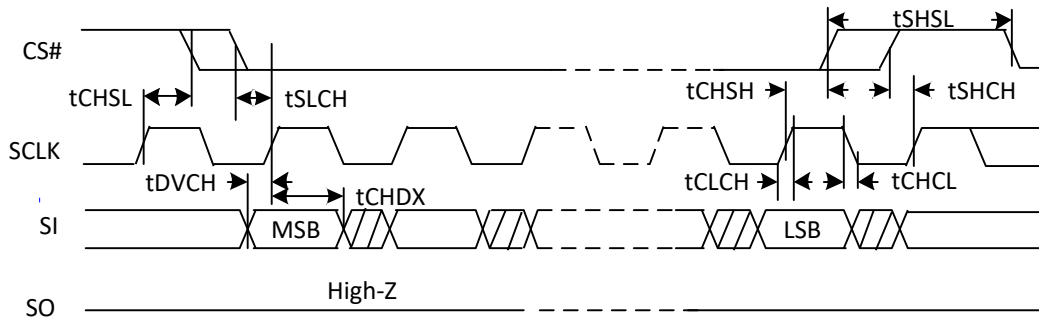 tSHSL
CS#
tCHSL
tSLCH
tCHSH
tSHCH
SCLK
tDVCH
tCHDX
tCLCH
tCHCL
SI
MSB
LSB
High-Z
SO